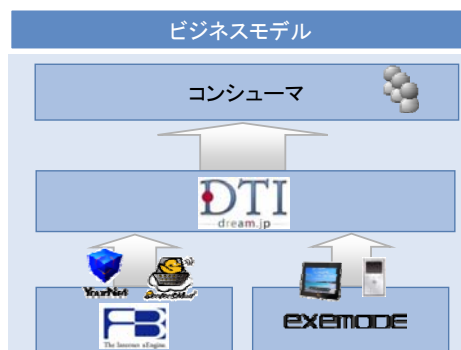 ビジネスモデル
コンシューマ
DTI
dream.jp
YourNet
ServersMan
FB
The Internet eEngine
exemode